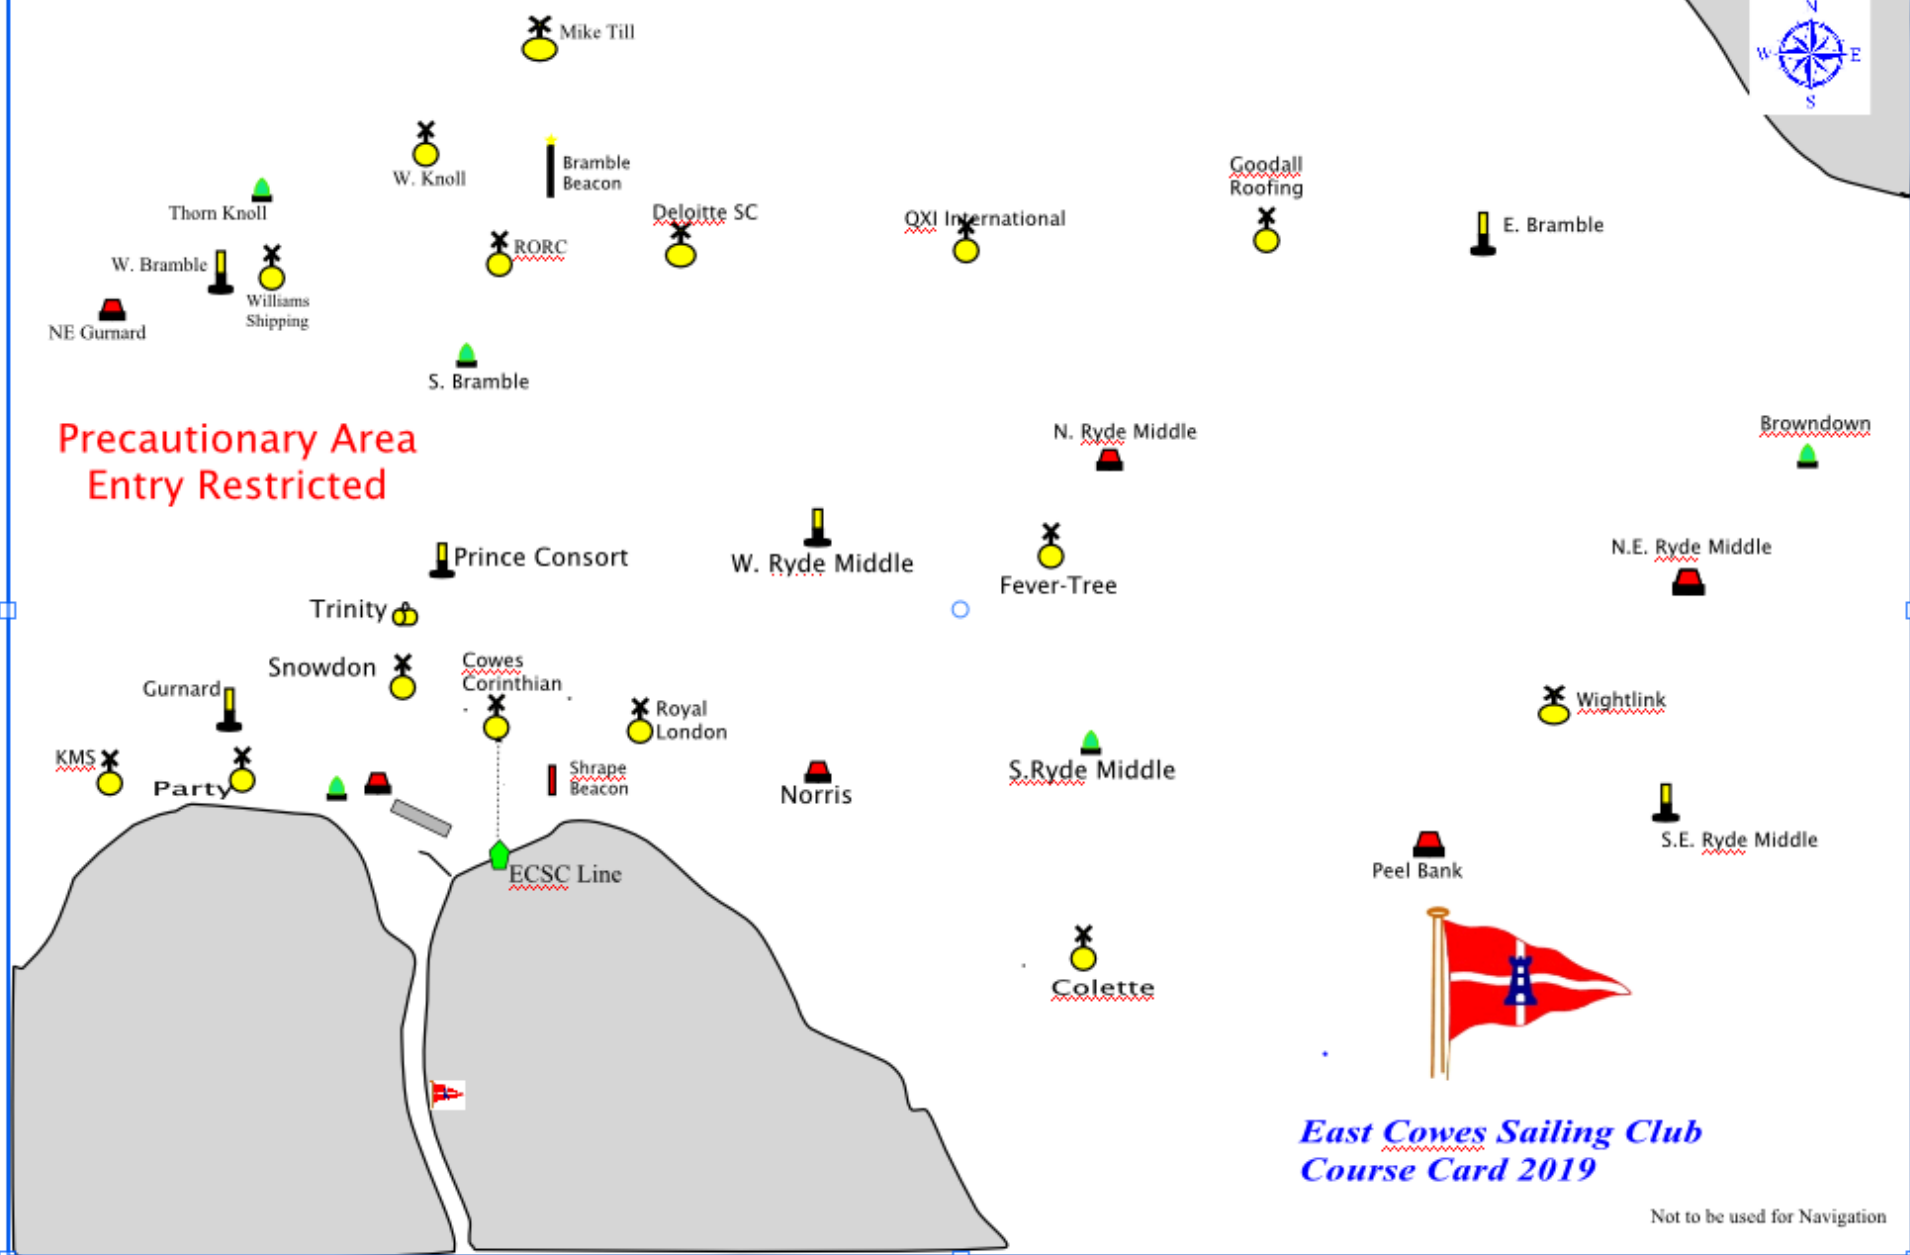 N
Mike Till
W E
S
W. Knoll
Bramble
Beacon
Goodall
Roofing
Thorn Knoll
Deloitte SC
QXI International
E. Bramble
RORC
W. Bramble
Williams
Shipping
NE Gurnard
S. Bramble
Precautionary Area
Entry Restricted
N. Ryde Middle
Browndown
Prince Consort
W. Ryde Middle
Fever-Tree
N.E. Ryde Middle
Trinity
Snowdon
Cowes
Corinthian
Gurnard
Royal
London
Wightlink
KMS
Party
Shrape
Beacon
Norris
S.Ryde Middle
S.E. Ryde Middle
Peel Bank
ECSC Line
Colette
East Cowes Sailing Club
Course Card 2019
Not to be used for Navigation